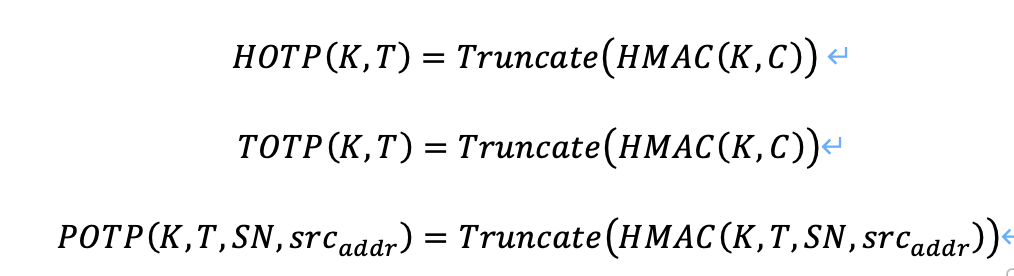 HOTP(K,T) = Truncate(HMAC(K,C)) ↵
TOTP(K,T) = Truncate(HMAC(K,C))↵
POTP(K,T,SN,src_addr) = Truncate(HMAC(K,T,SN,src_addr))↵